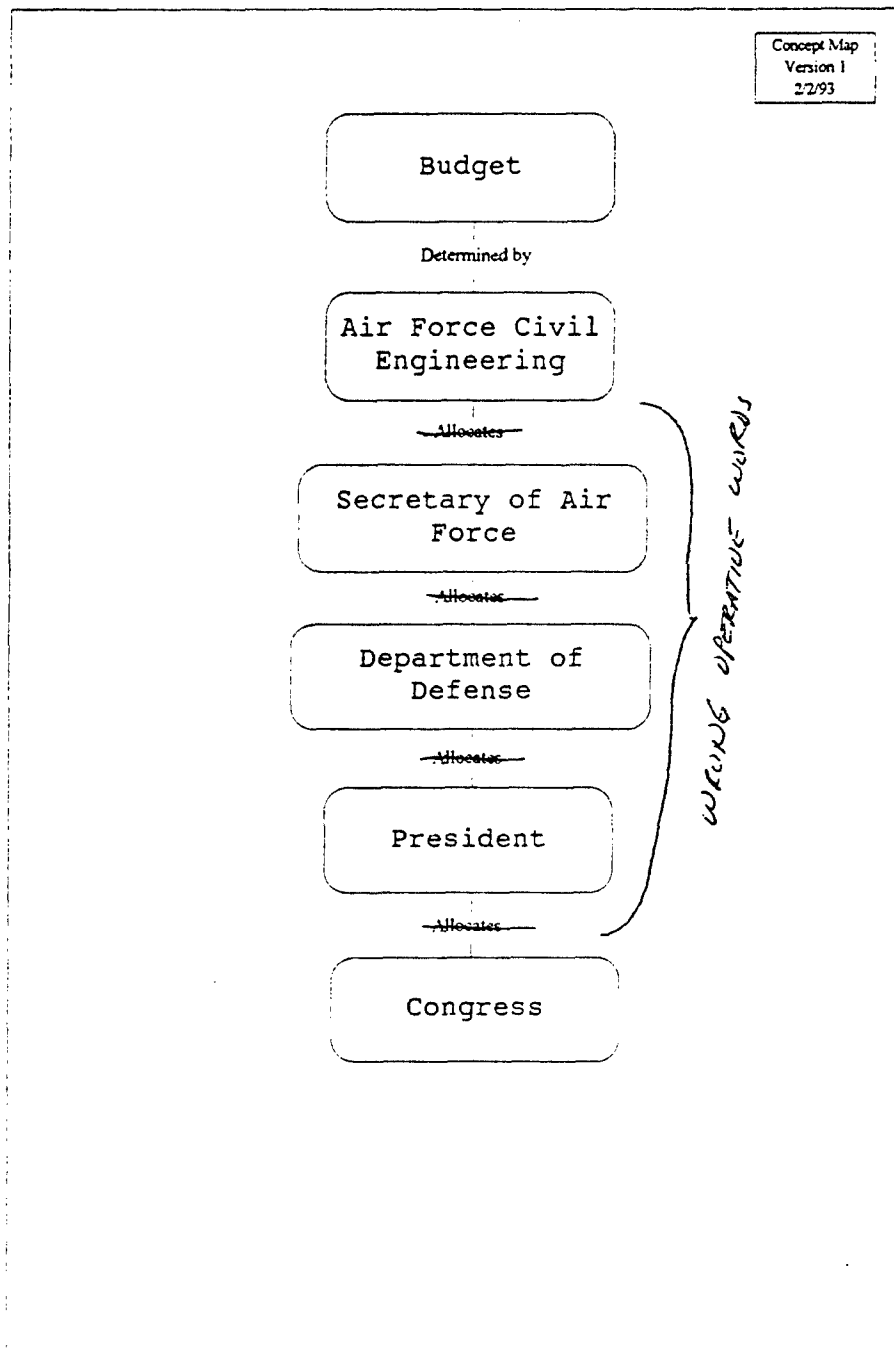 Concept Map
Version 1
2/2/93
Budget
Determined by
Air Force Civil
Engineering
Allocates
Secretary of Air
Force
Allocates
Department of
Defense
Allocates
President
Allocates
Congress
WRONG OPERATIVE WORDS